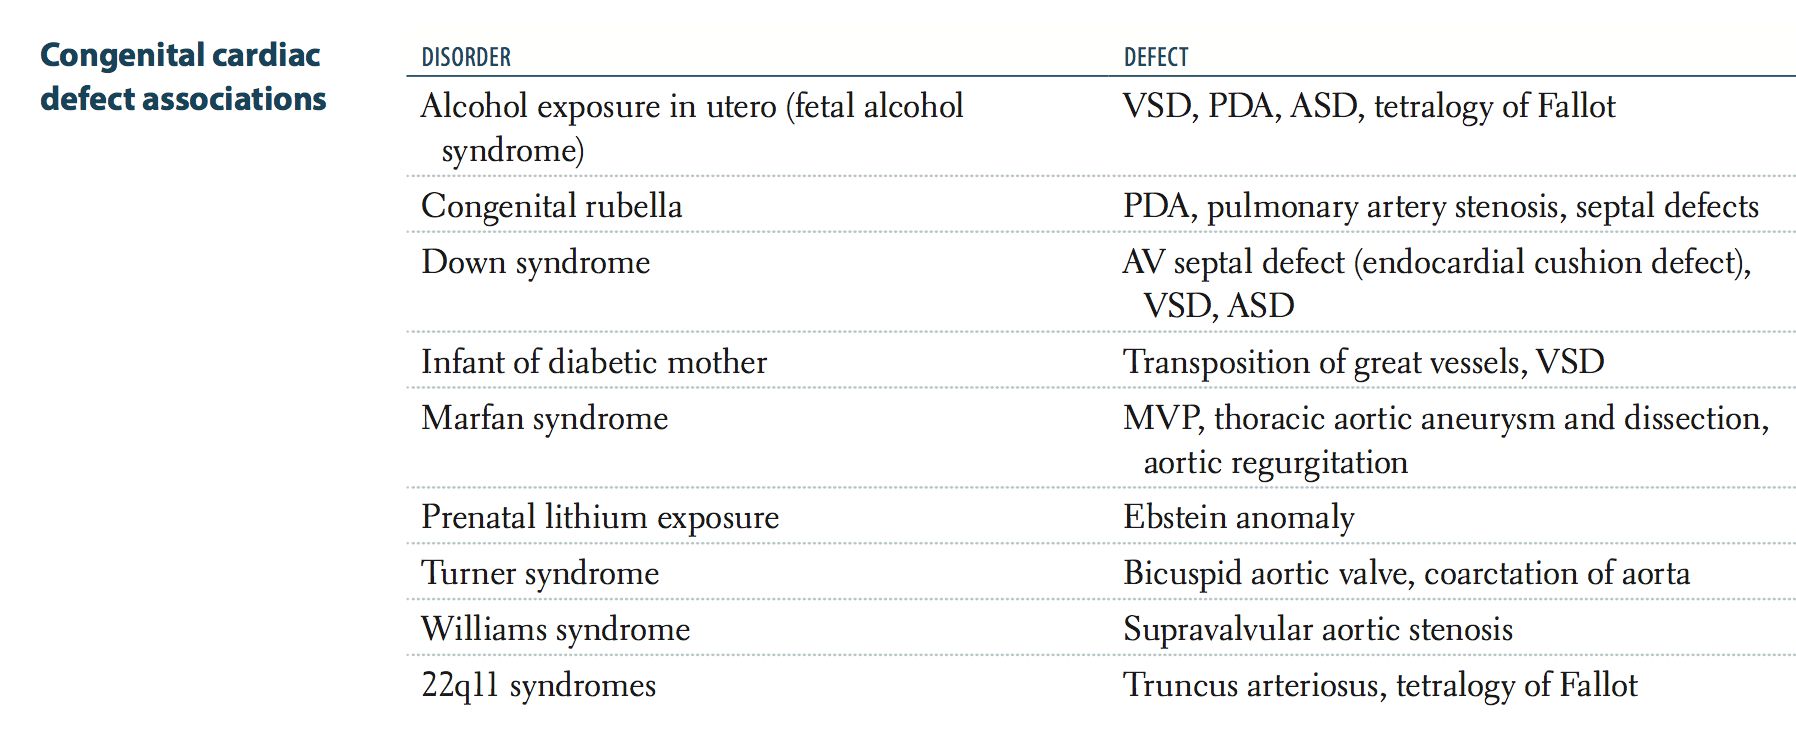 Congenital cardiac
defect associations
DISORDER DEFECT
Alcohol exposure in utero (fetal alcohol
syndrome)
VSD, PDA, ASD, tetralogy of Fallot
Congenital rubella
PDA, pulmonary artery stenosis, septal defects
Down syndrome
AV septal defect (endocardial cushion defect),
VSD, ASD
Infant of diabetic mother
Transposition of great vessels, VSD
Marfan syndrome
MVP, thoracic aortic aneurysm and dissection,
aortic regurgitation
Prenatal lithium exposure
Ebstein anomaly
Turner syndrome
Bicuspid aortic valve, coarctation of aorta
Williams syndrome
Supravalvular aortic stenosis
22q11 syndromes
Truncus arteriosus, tetralogy of Fallot